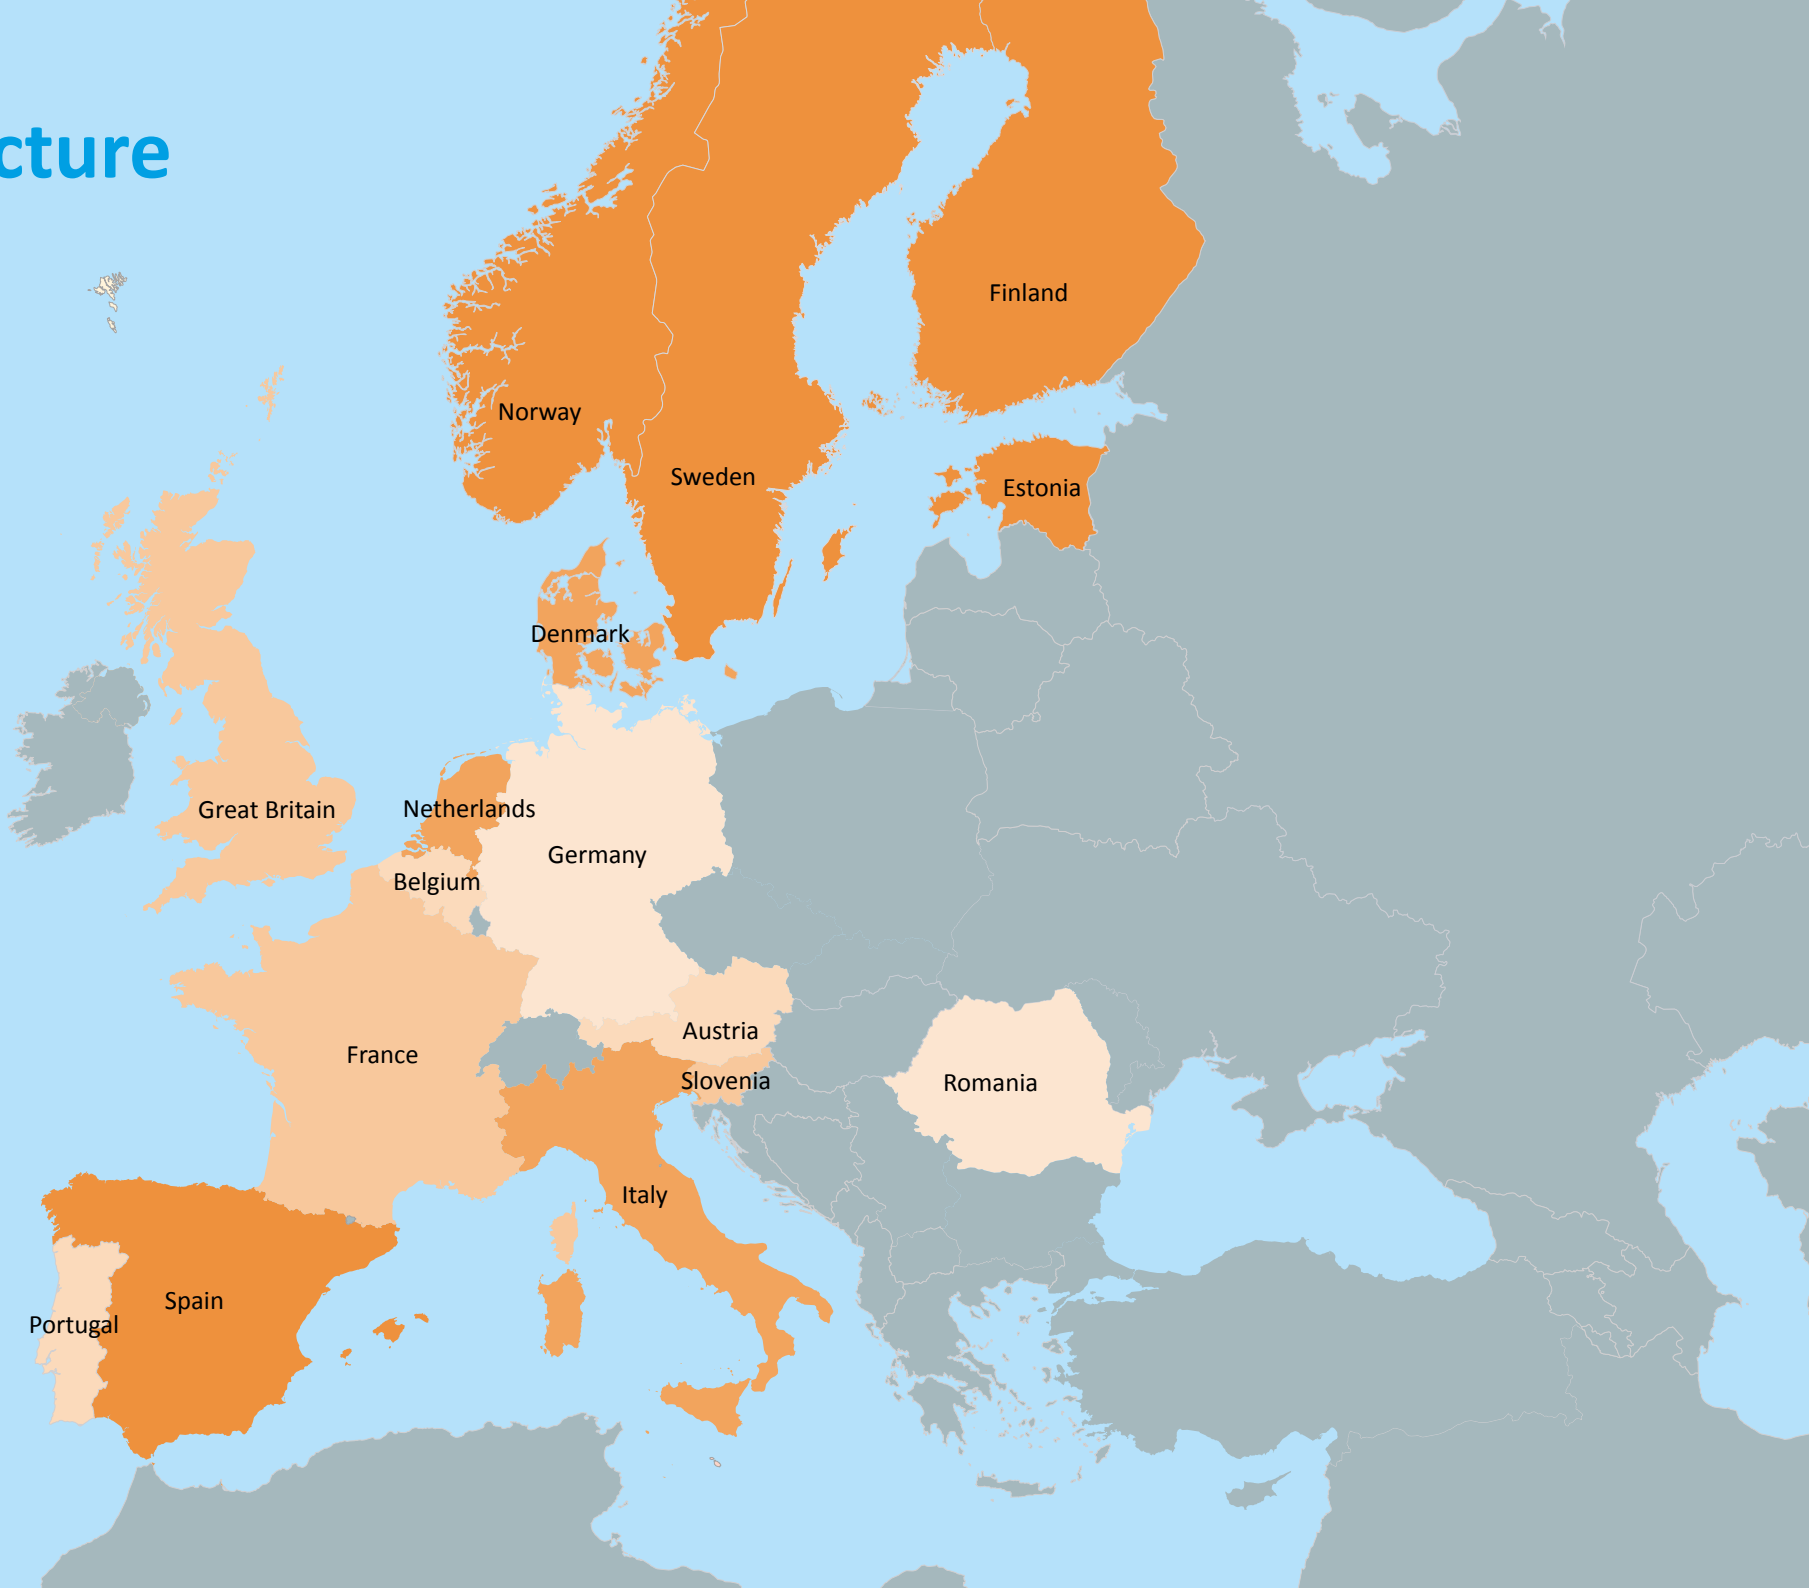 cture
Finland
Norway
Sweden
Estonia
Denmark
Great Britain
Netherlands
Germany
Belgium
Austria
France
Slovenia
Romania
Italy
Spain
Portugal